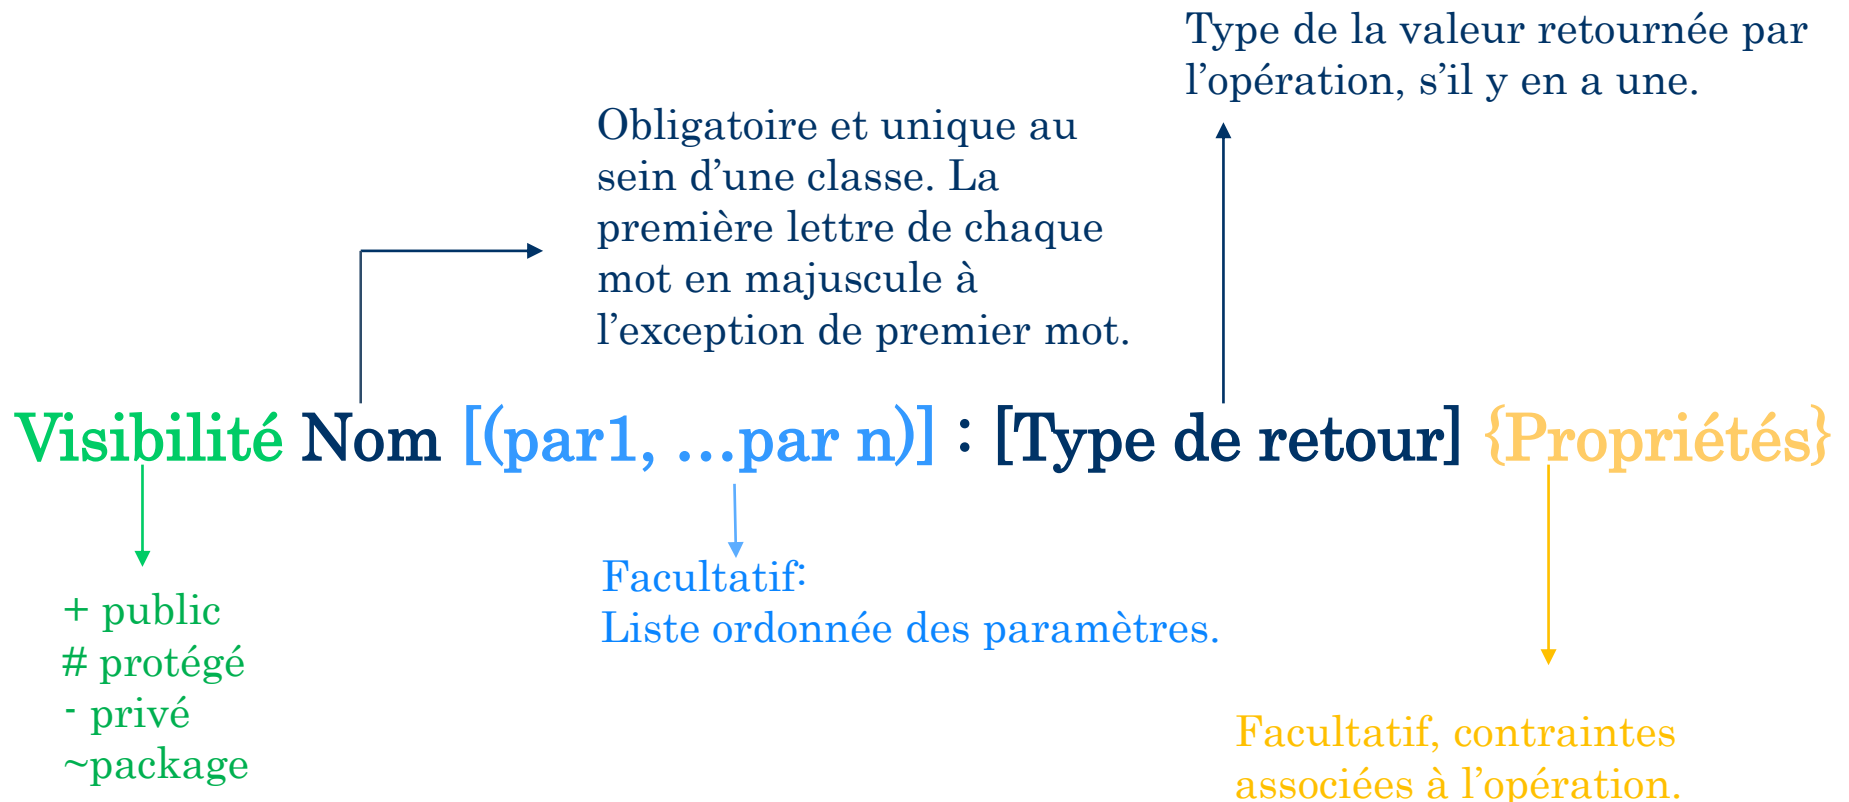 Type de la valeur retournée par
l’opération, s’il y en a une.
Obligatoire et unique au
sein d’une classe. La
première lettre de chaque
mot en majuscule à
l’exception de premier mot.
Visibilité Nom [(par1, …par n)] : [Type de retour] {Propriétés}
Facultatif:
Liste ordonnée des paramètres.
+ public
# protégé
- privé
~package
Facultatif, contraintes
associées à l’opération.